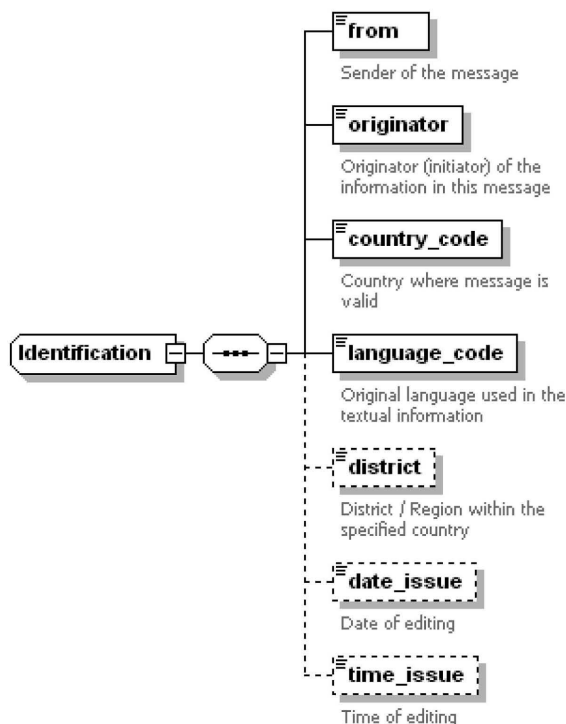 from
Sender of the message
originator
Originator (initiator) of the
information in this message
country_code
Country where message is
valid
Identification
language_code
Original language used in the
textual information
district
District / Region within the
specified country
date_issue
Date of editing
time_issue
Time of editing